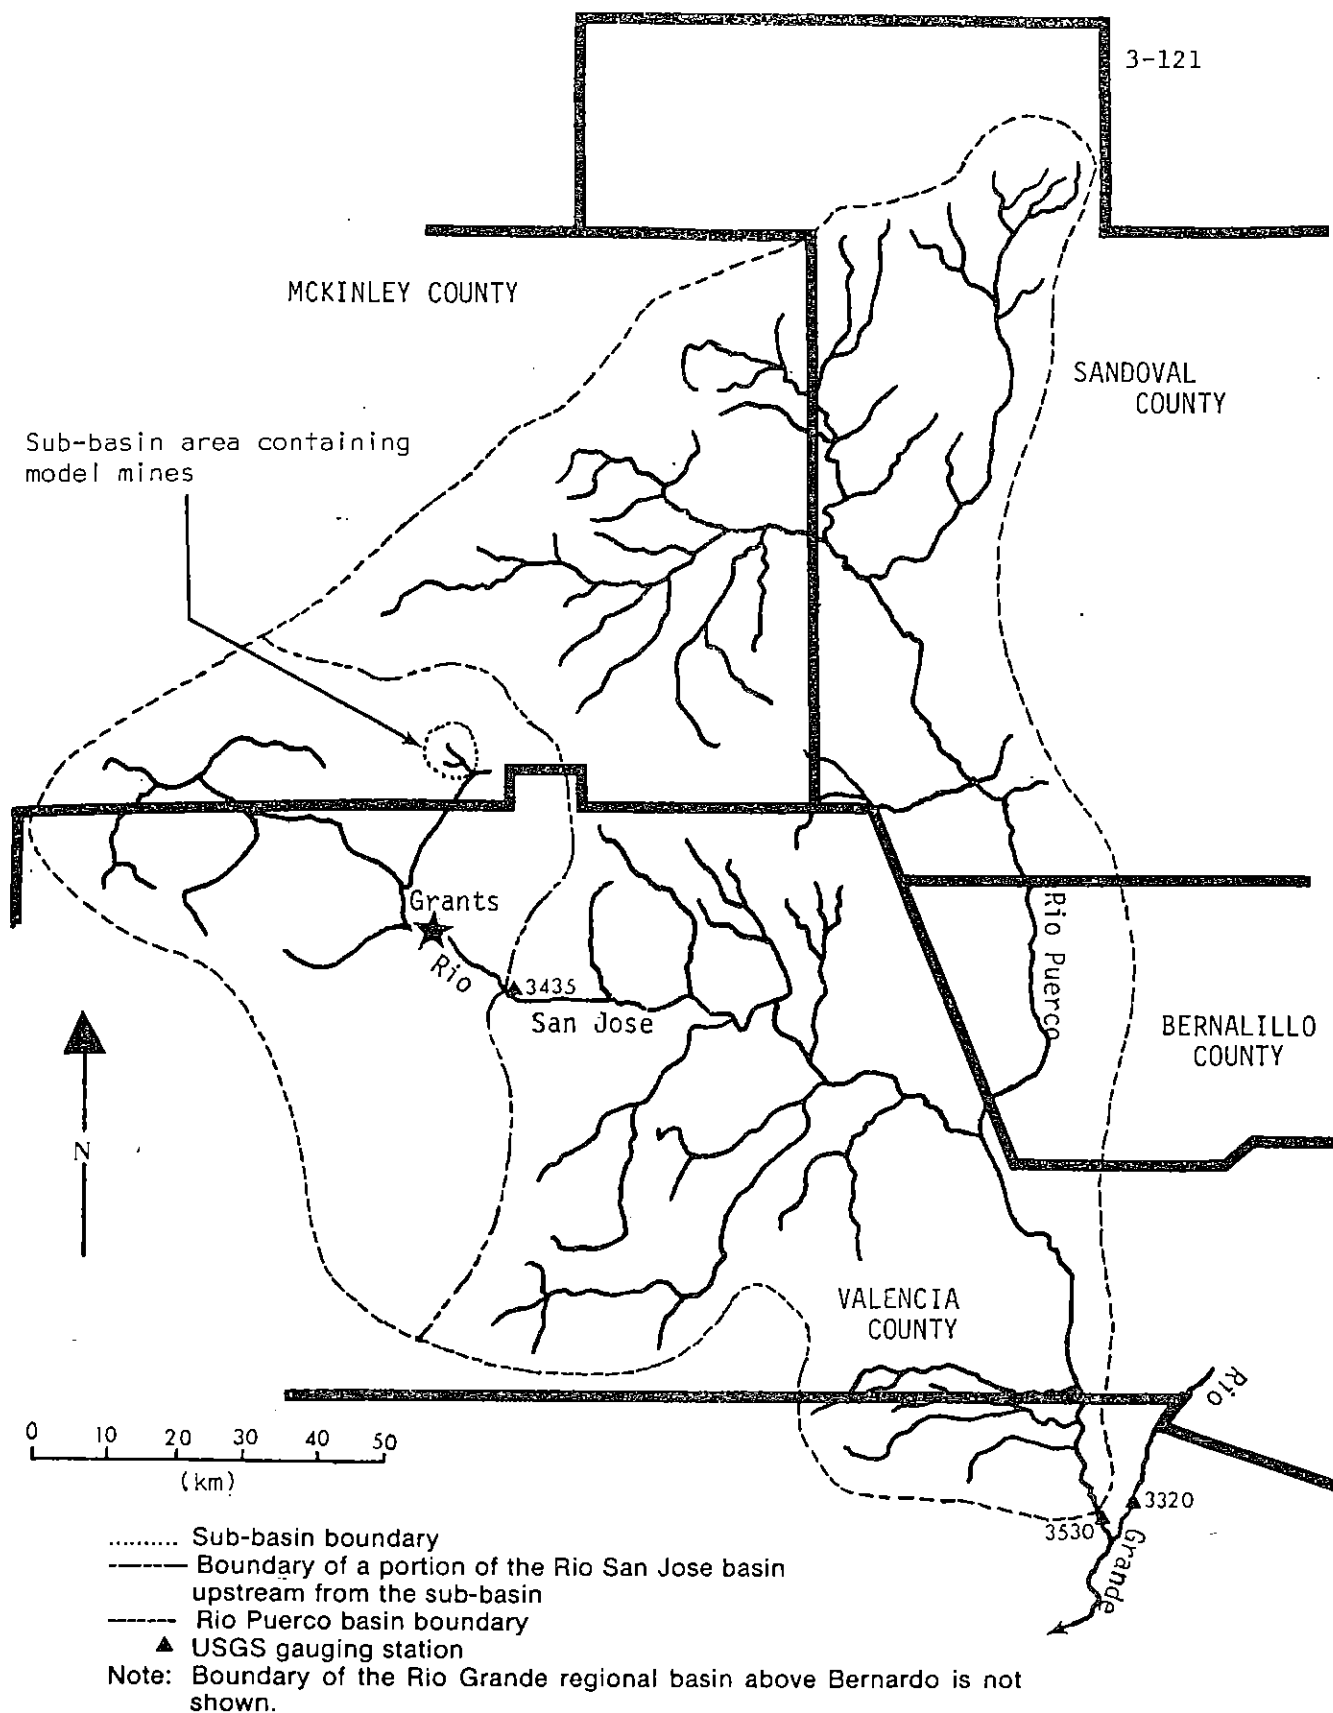 3-121
MCKINLEY COUNTY
SANDOVAL
COUNTY
Sub-basin area containing
model mines
Grants
Rio
3435
San Jose
Rio Puerco
BERNALILLO
COUNTY
N
VALENCIA
COUNTY
Rio
0 10 20 30 40 50
(km)
3320
3530
Grande
Sub-basin boundary
Boundary of a portion of the Rio San Jose basin
upstream from the sub-basin
Rio Puerco basin boundary
USGS gauging station
Note: Boundary of the Rio Grande regional basin above Bernardo is not
shown.